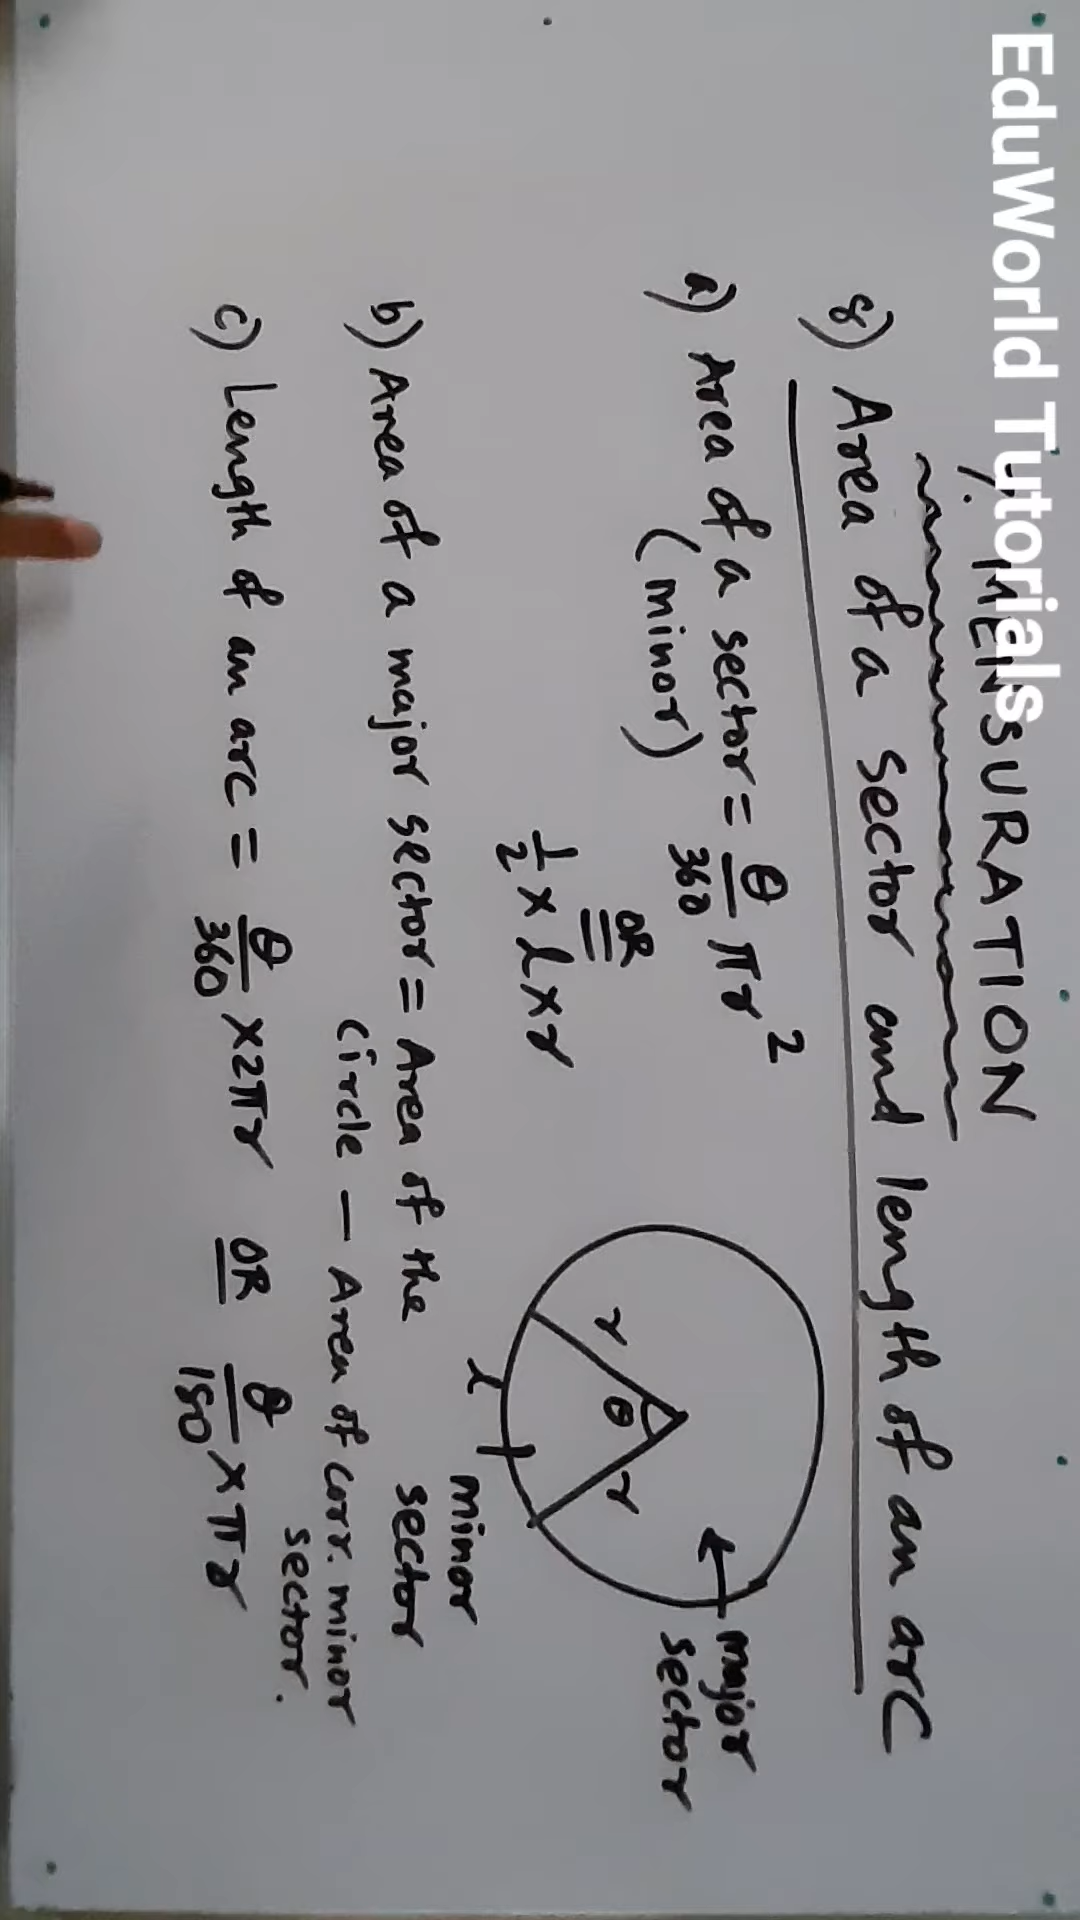 EduWorld Tutorials
7. MENSURATION
8) Area of a sector and length of an arc
a) Area of a sector = θ/360 πr²
(minor)
OR
1/2 × l × r
major
sector
r
r
θ
l
minor
sector
b) Area of a major sector = Area of the
circle – Area of corr. minor
sector.
c) Length of an arc = θ/360 × 2πr OR θ/180 × πr